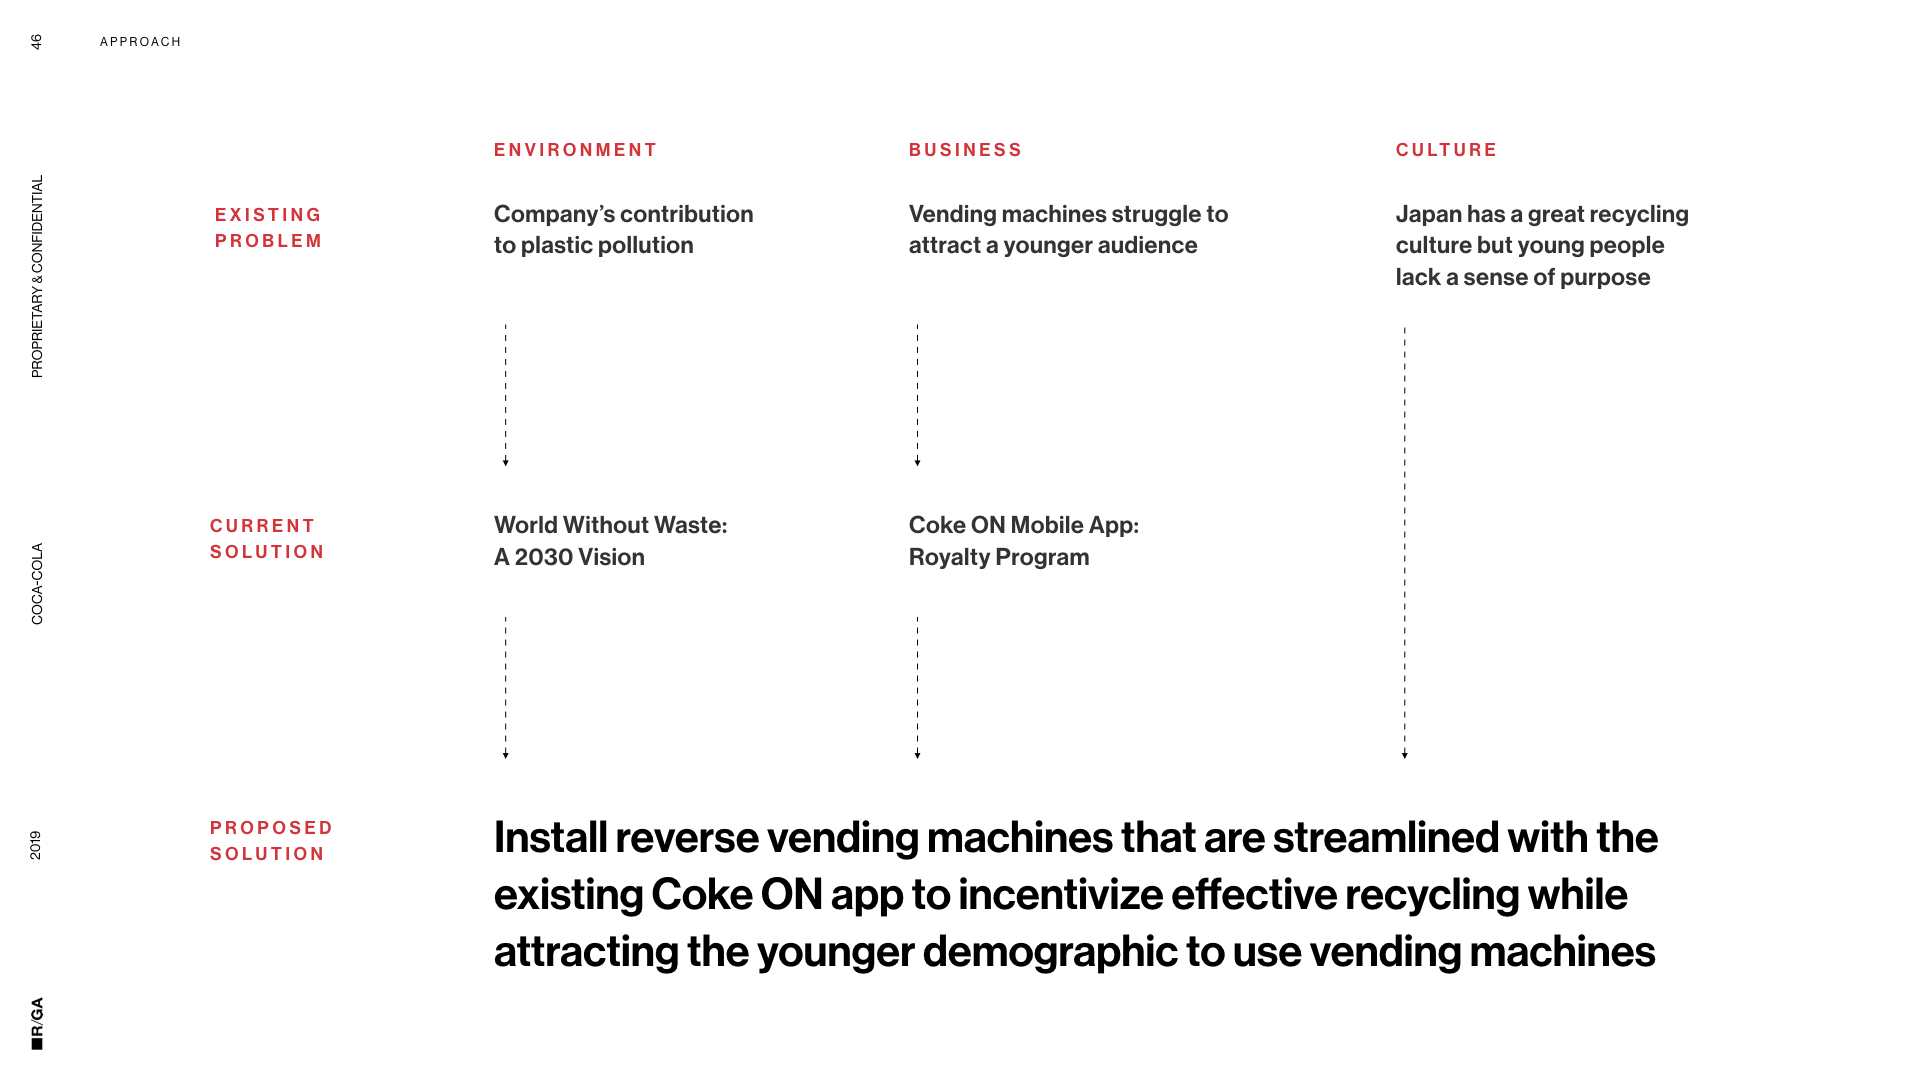 46
APPROACH
PROPRIETARY & CONFIDENTIAL
COCA-COLA
2019
R/GA
ENVIRONMENT
BUSINESS
CULTURE
EXISTING
PROBLEM
Company’s contribution
to plastic pollution
Vending machines struggle to
attract a younger audience
Japan has a great recycling
culture but young people
lack a sense of purpose
CURRENT
SOLUTION
World Without Waste:
A 2030 Vision
Coke ON Mobile App:
Royalty Program
PROPOSED
SOLUTION
Install reverse vending machines that are streamlined with the
existing Coke ON app to incentivize effective recycling while
attracting the younger demographic to use vending machines